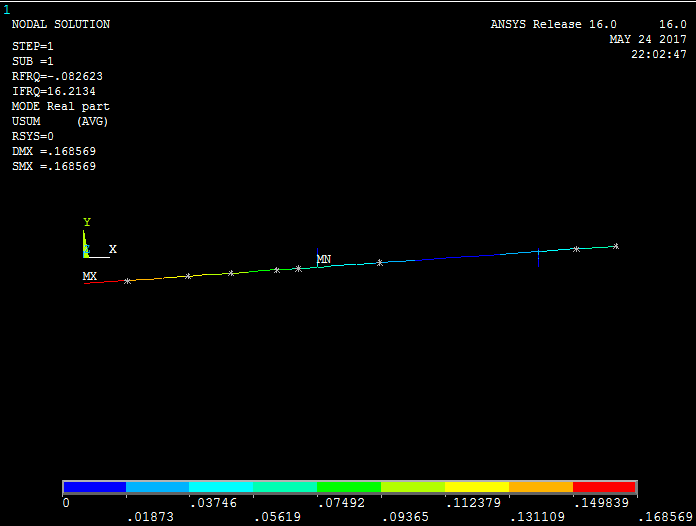 1
NODAL SOLUTION
ANSYS Release 16.0 16.0
MAY 24 2017
22:02:47
STEP=1
SUB =1
RFRQ=-.082623
IFRQ=16.2134
MODE Real part
USUM (AVG)
RSYS=0
DMX =.168569
SMX =.168569
Y
X
MN
MX
0 .03746 .07492 .112379 .149839
.01873 .05619 .09365 .131109 .168569